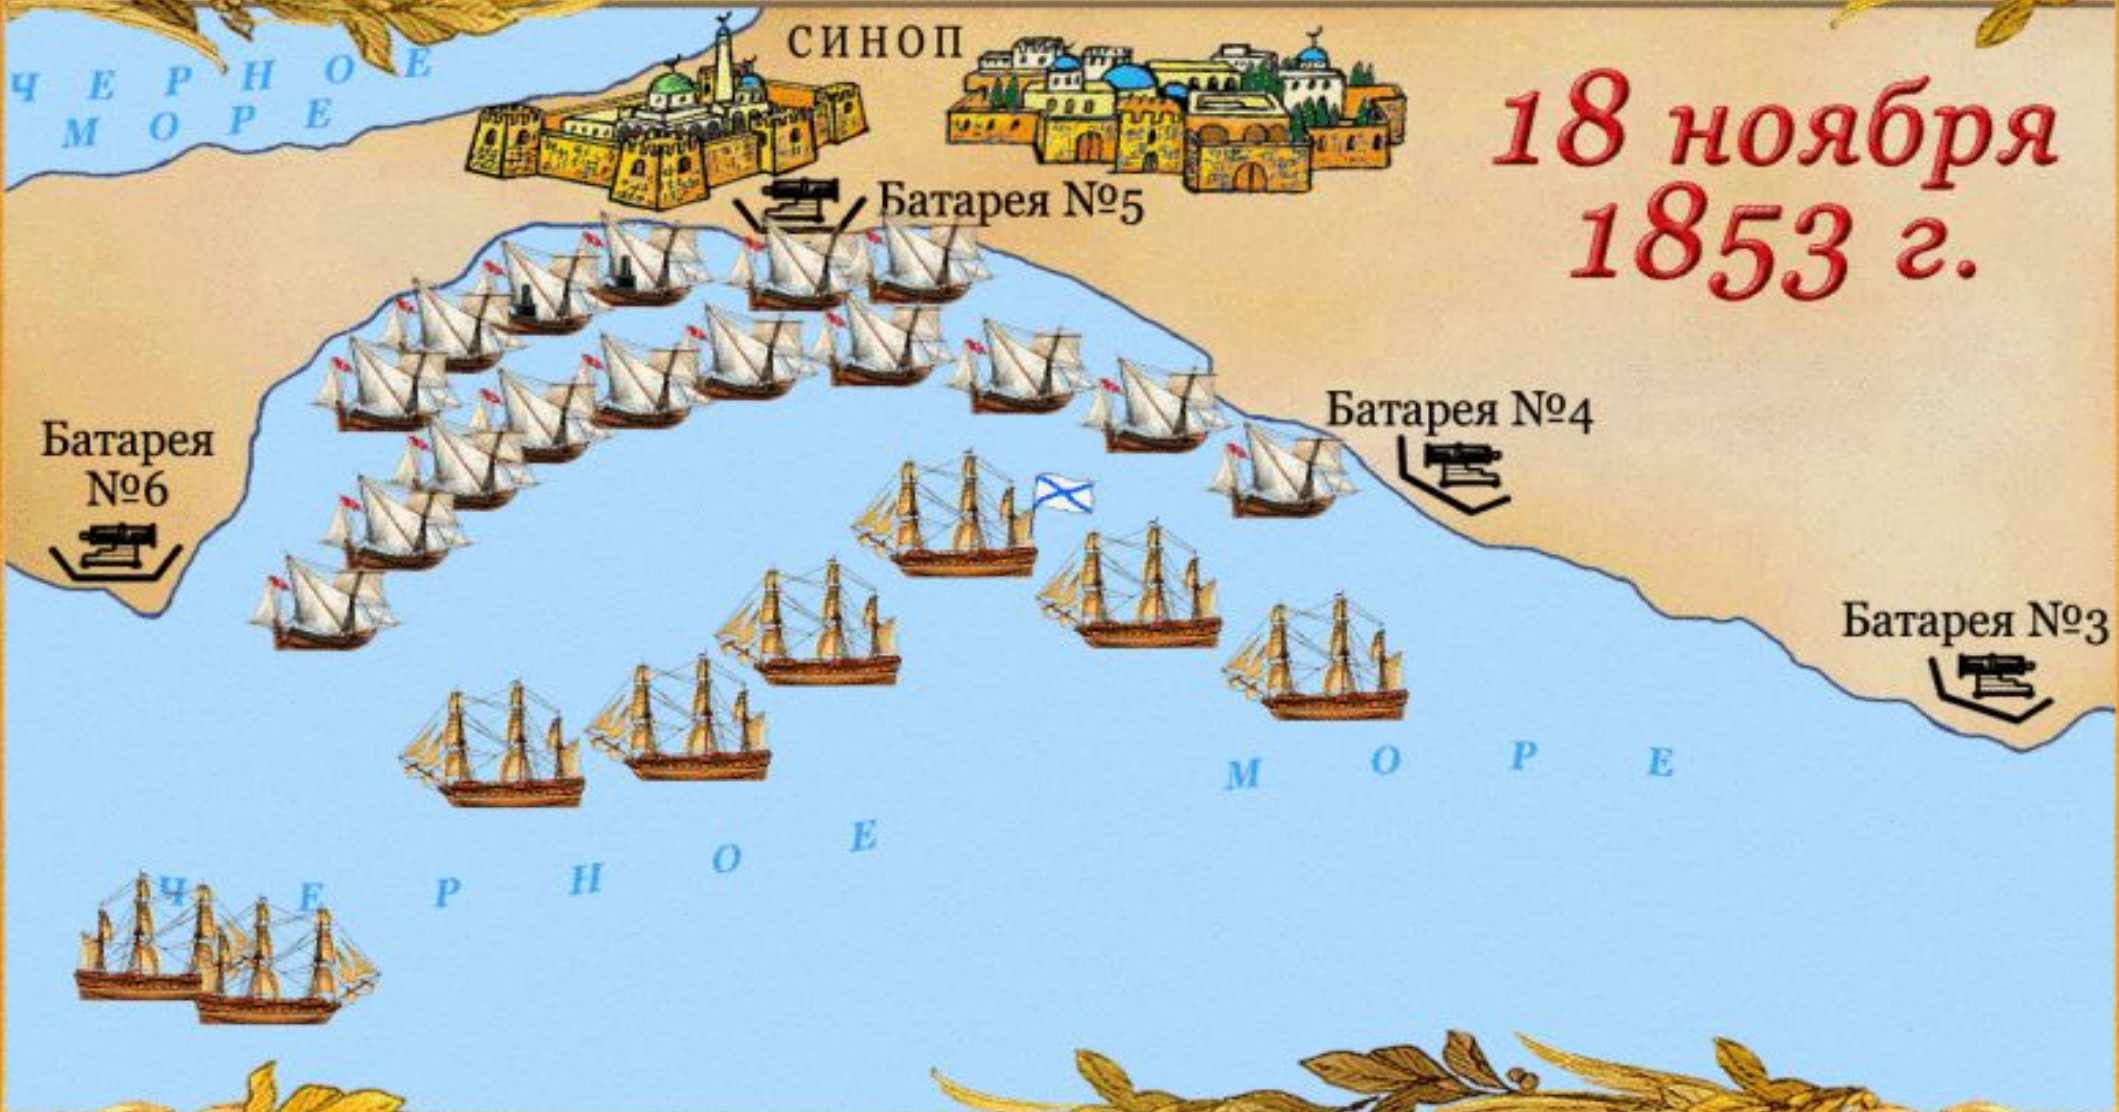 ЧЕРНОЕ
МОРЕ
СИНОП
18 ноября
1853 г.
Батарея №5
Батарея №4
Батарея
№6
Батарея №3
ЧЕРНОЕ МОРЕ